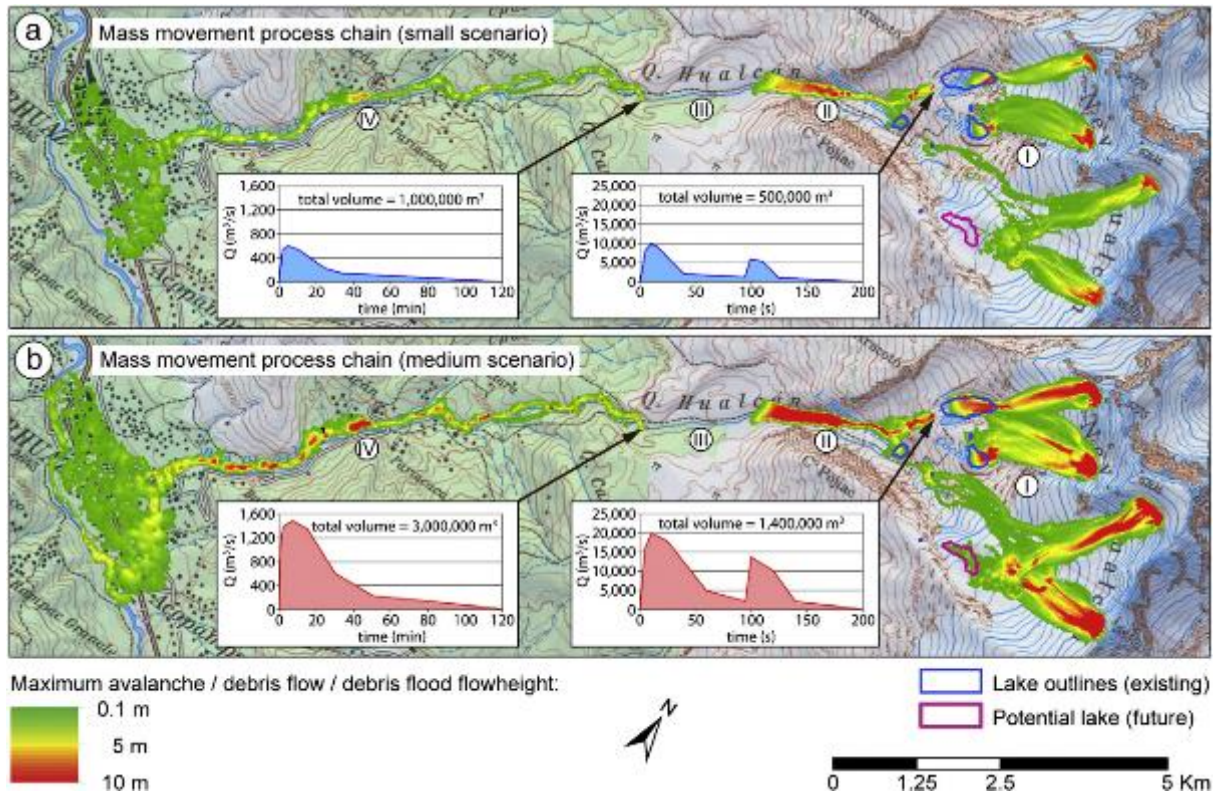 a
Mass movement process chain (small scenario)
Q. Hualcán
IV
III
II
I
total volume = 1,000,000 m³
Q (m³/s)
1,600
1,200
800
400
0
0 20 40 60 80 100 120
time (min)
total volume = 500,000 m³
Q (m³/s)
25,000
20,000
15,000
10,000
5,000
0
0 50 100 150 200
time (s)
b
Mass movement process chain (medium scenario)
Q. Hualcán
IV
III
II
I
total volume = 3,000,000 m³
Q (m³/s)
1,600
1,200
800
400
0
0 20 40 60 80 100 120
time (min)
total volume = 1,400,000 m³
Q (m³/s)
25,000
20,000
15,000
10,000
5,000
0
0 50 100 150 200
time (s)
Maximum avalanche / debris flow / debris flood flowheight:
0.1 m
5 m
10 m
N
Lake outlines (existing)
Potential lake (future)
0 1,25 2.5 5 Km